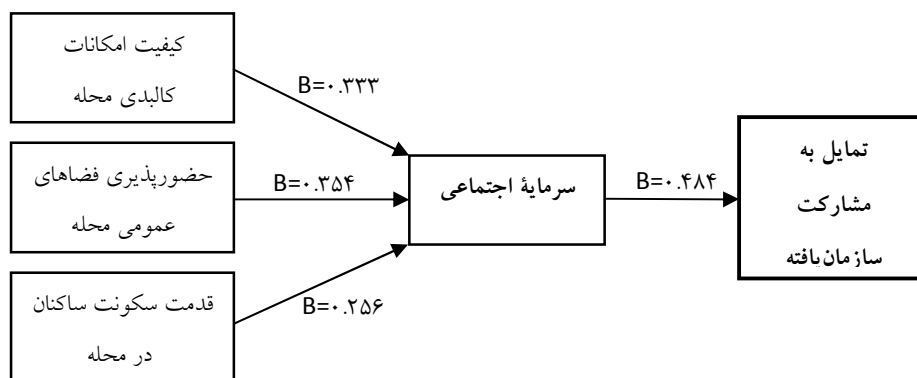 کیفیت امکانات
کالبدی محله
B=۰.۳۳۳
حضورپذیری فضاهای
عمومی محله
B=۰.۳۵۴
قدمت سکونت ساکنان
در محله
B=۰.۲۵۶
سرمایۀ اجتماعی
B=۰.۴۸۴
تمایل به
مشارکت
سازمان‌یافته